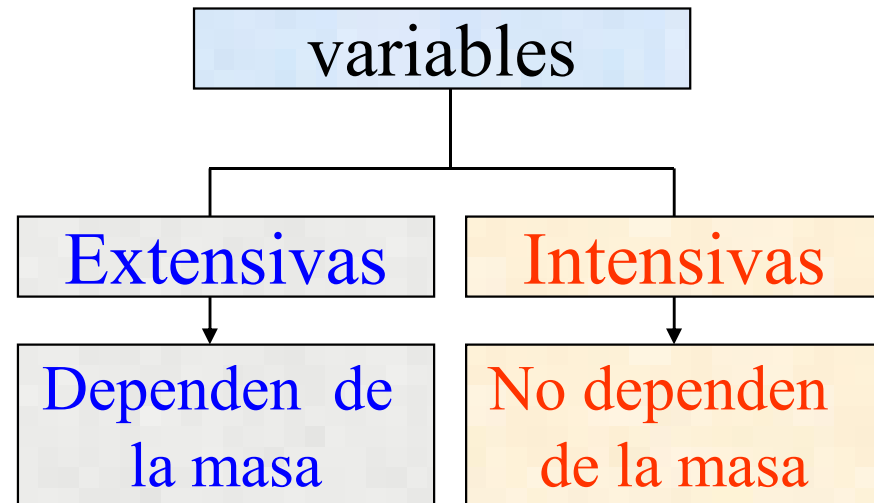 variables
Extensivas
Intensivas
Dependen de
la masa
No dependen
de la masa